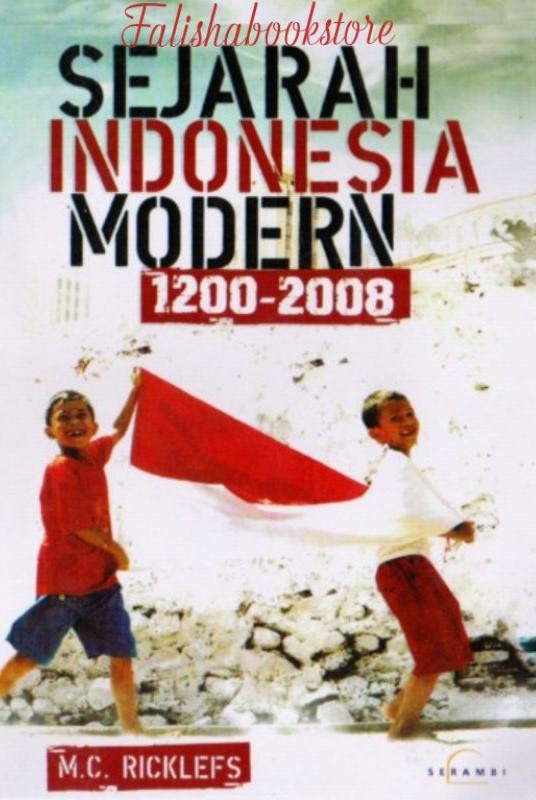 Falishabookstore
SEJARAH
INDONESIA
MODERN
1200-2008
M.C. RICKLEFS
SERAMBI